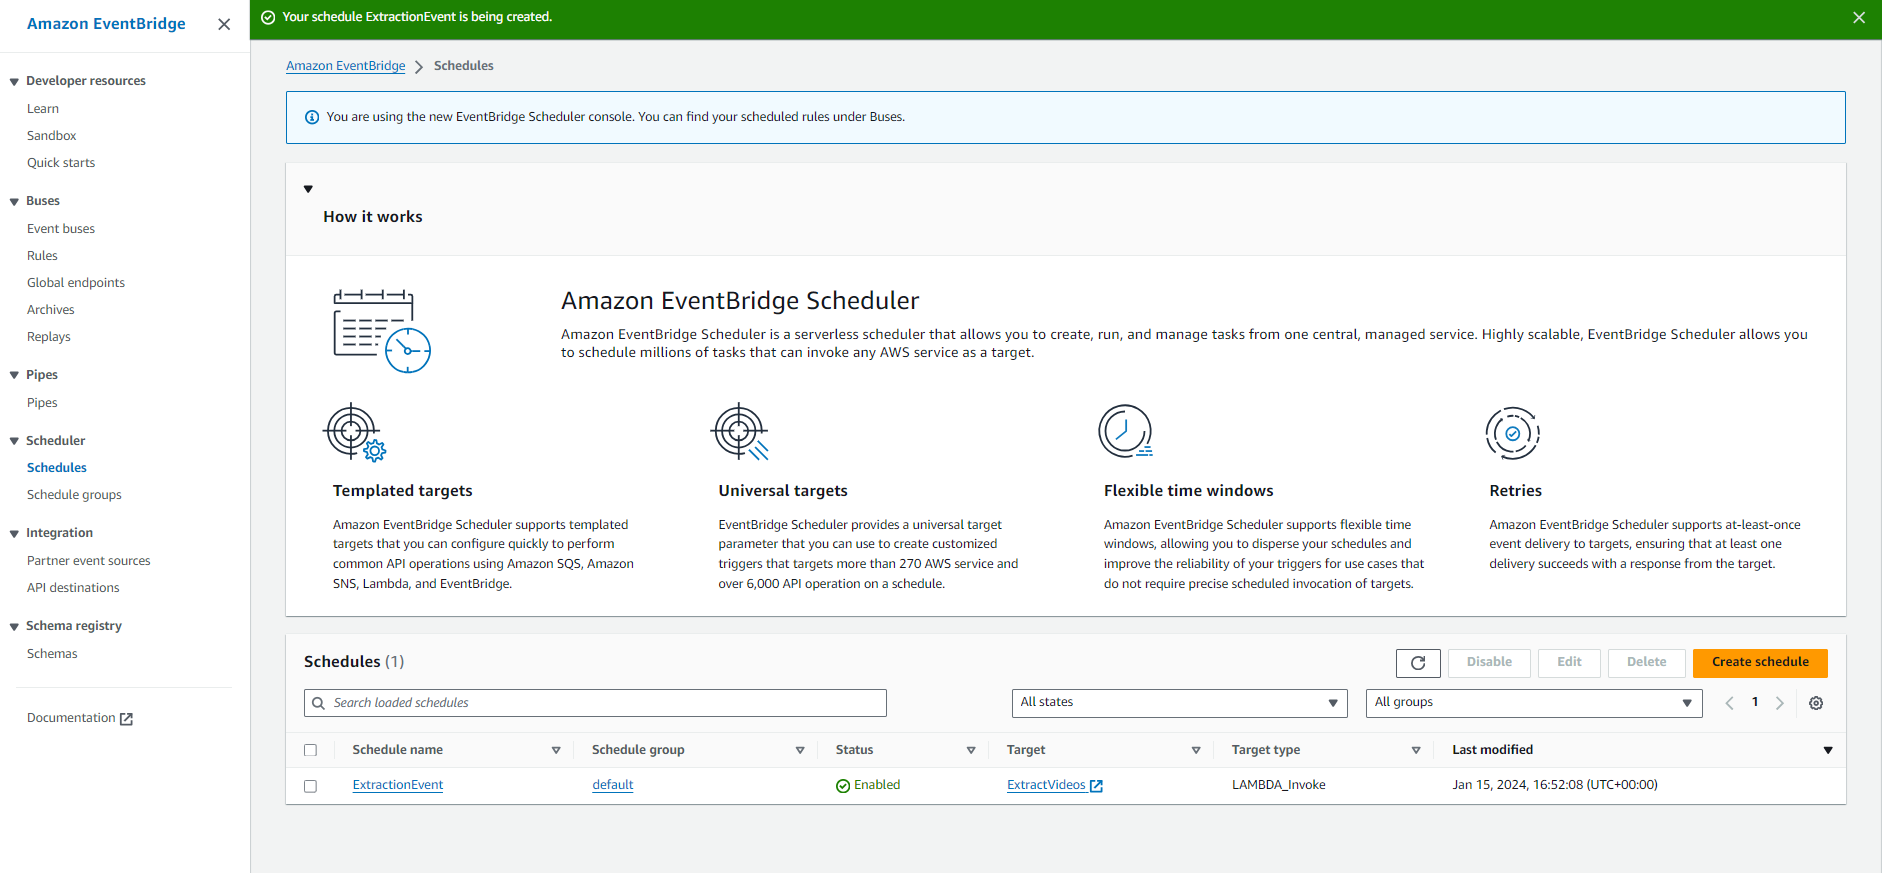 Amazon EventBridge
Your schedule ExtractionEvent is being created.
Developer resources
Learn
Sandbox
Quick starts
Buses
Event buses
Rules
Global endpoints
Archives
Replays
Pipes
Pipes
Scheduler
Schedules
Schedule groups
Integration
Partner event sources
API destinations
Schema registry
Schemas
Documentation
Amazon EventBridge > Schedules
You are using the new EventBridge Scheduler console. You can find your scheduled rules under Buses.
How it works
Amazon EventBridge Scheduler
Amazon EventBridge Scheduler is a serverless scheduler that allows you to create, run, and manage tasks from one central, managed service. Highly scalable, EventBridge Scheduler allows you
to schedule millions of tasks that can invoke any AWS service as a target.
Templated targets
Amazon EventBridge Scheduler supports templated
targets that you can configure quickly to perform
common API operations using Amazon SQS, Amazon
SNS, Lambda, and EventBridge.
Universal targets
EventBridge Scheduler provides a universal target
parameter that you can use to create customized
triggers that targets more than 270 AWS service and
over 6,000 API operation on a schedule.
Flexible time windows
Amazon EventBridge Scheduler supports flexible time
windows, allowing you to disperse your schedules and
improve the reliability of your triggers for use cases that
do not require precise scheduled invocation of targets.
Retries
Amazon EventBridge Scheduler supports at-least-once
event delivery to targets, ensuring that at least one
delivery succeeds with a response from the target.
Schedules (1)
Disable
Edit
Delete
Create schedule
Search loaded schedules
All states
All groups
1
Schedule name
Schedule group
Status
Target
Target type
Last modified
ExtractionEvent
default
Enabled
ExtractVideos
LAMBDA_Invoke
Jan 15, 2024, 16:52:08 (UTC+00:00)